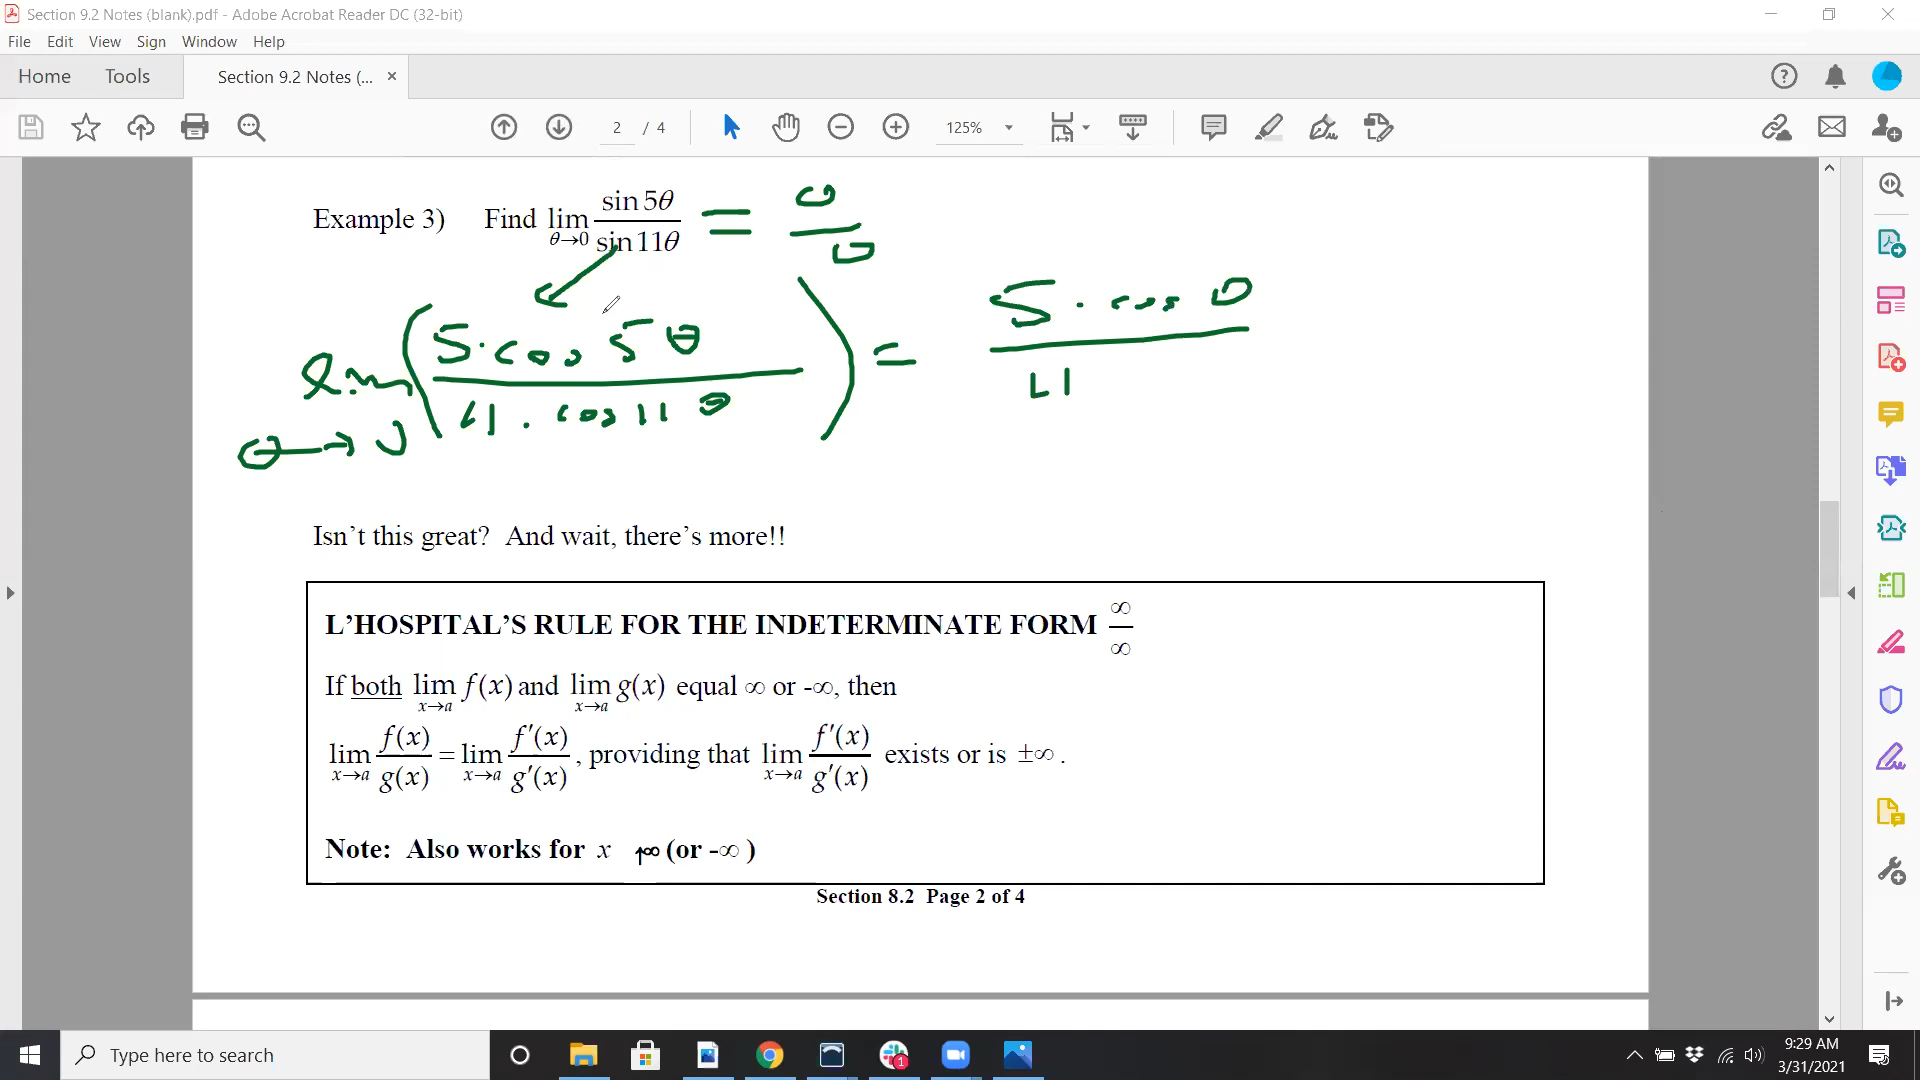 Section 9.2 Notes (blank).pdf - Adobe Acrobat Reader DC (32-bit)
File Edit View Sign Window Help
Home Tools Section 9.2 Notes (... ×
2 / 4 125%
Example 3) Find lim θ→0 sin 5θ / sin 11θ = 0 / 0
lim θ→0 ( 5·cos 5θ / 11·cos 11θ ) = 5·cos 0 / 11
Isn't this great? And wait, there's more!!
L'HOSPITAL'S RULE FOR THE INDETERMINATE FORM ∞ / ∞
If both lim x→a f(x) and lim x→a g(x) equal ∞ or -∞, then
lim x→a f(x) / g(x) = lim x→a f′(x) / g′(x) , providing that lim x→a f′(x) / g′(x) exists or is ±∞ .
Note: Also works for x ↑∞ (or -∞ )
Section 8.2 Page 2 of 4
Type here to search
1
9:29 AM
3/31/2021